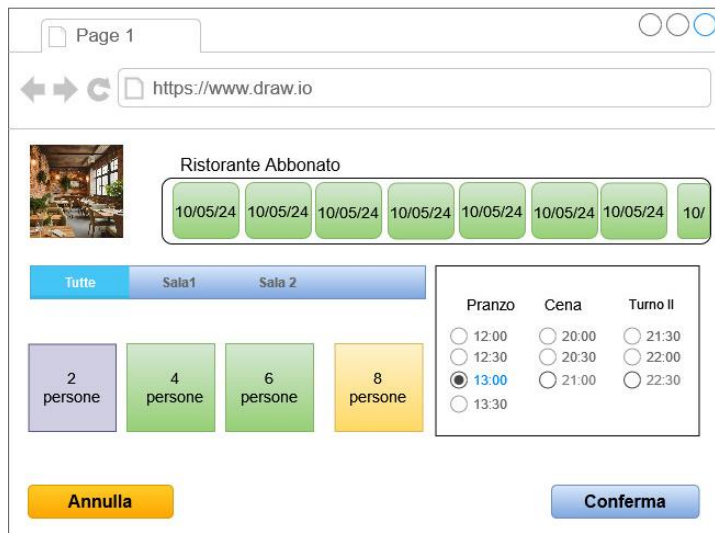 Page 1
https://www.draw.io
Ristorante Abbonato
10/05/24 10/05/24 10/05/24 10/05/24 10/05/24 10/05/24 10/05/24 10/
Tutte Sala1 Sala 2
Pranzo Cena Turno II
12:00 20:00 21:30
12:30 20:30 22:00
13:00 21:00 22:30
13:30
2 persone
4 persone
6 persone
8 persone
Annulla Conferma